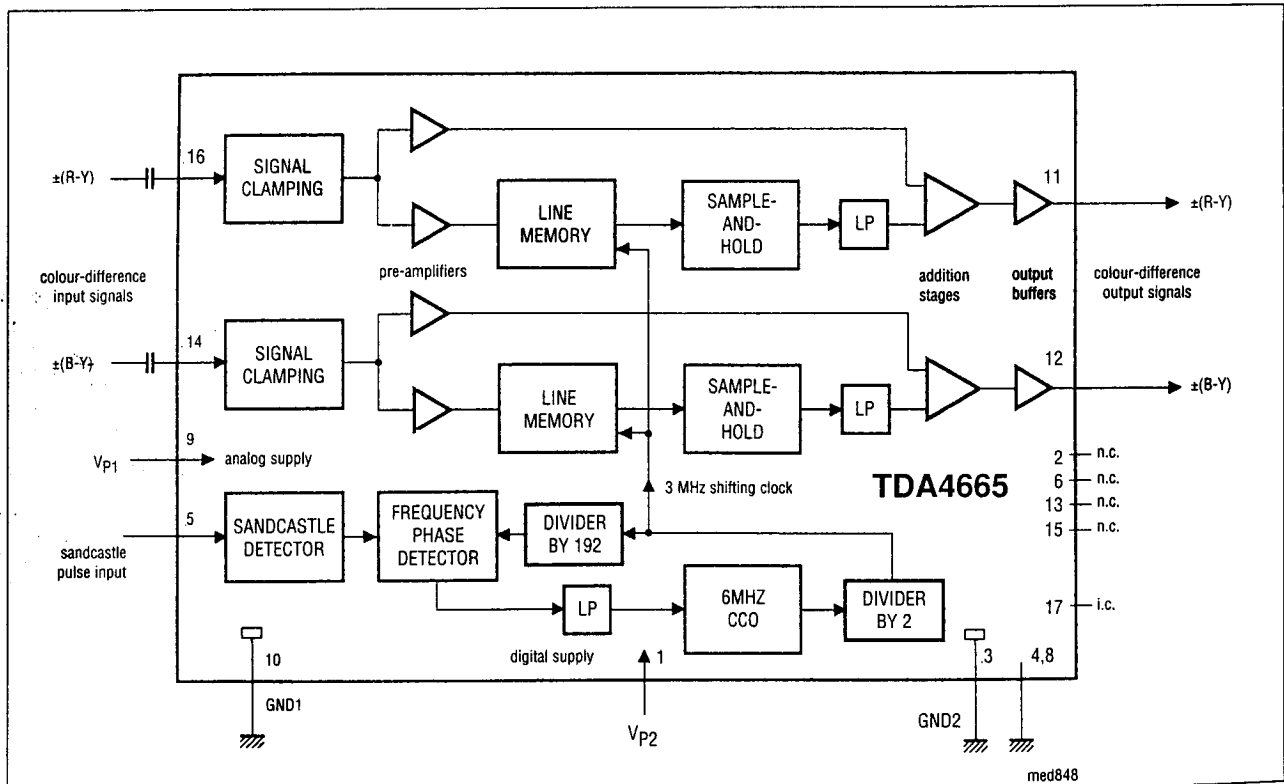 16
±(R-Y)
SIGNAL
CLAMPING
LINE
MEMORY
SAMPLE-
AND-
HOLD
LP
11
±(R-Y)
colour-difference
input signals
pre-amplifiers
addition
stages
output
buffers
colour-difference
output signals
14
±(B-Y)
SIGNAL
CLAMPING
LINE
MEMORY
SAMPLE-
AND-
HOLD
LP
12
±(B-Y)
9
VP1
analog supply
3 MHz shifting clock
TDA4665
2 n.c.
6 n.c.
13 n.c.
15 n.c.
17 i.c.
5
sandcastle
pulse input
SANDCASTLE
DETECTOR
FREQUENCY
PHASE
DETECTOR
DIVIDER
BY 192
LP
6MHZ
CCO
DIVIDER
BY 2
10
GND1
digital supply
1
VP2
3
GND2
4,8
med848